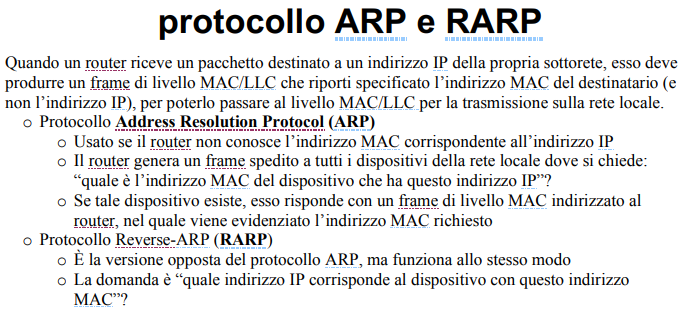 protocollo ARP e RARP
Quando un router riceve un pacchetto destinato a un indirizzo IP della propria sottorete, esso deve
produrre un frame di livello MAC/LLC che riporti specificato l’indirizzo MAC del destinatario (e
non l’indirizzo IP), per poterlo passare al livello MAC/LLC per la trasmissione sulla rete locale.
o Protocollo Address Resolution Protocol (ARP)
o Usato se il router non conosce l’indirizzo MAC corrispondente all’indirizzo IP
o Il router genera un frame spedito a tutti i dispositivi della rete locale dove si chiede:
“quale è l’indirizzo MAC del dispositivo che ha questo indirizzo IP”?
o Se tale dispositivo esiste, esso risponde con un frame di livello MAC indirizzato al
router, nel quale viene evidenziato l’indirizzo MAC richiesto
o Protocollo Reverse-ARP (RARP)
o È la versione opposta del protocollo ARP, ma funziona allo stesso modo
o La domanda è “quale indirizzo IP corrisponde al dispositivo con questo indirizzo
MAC”?